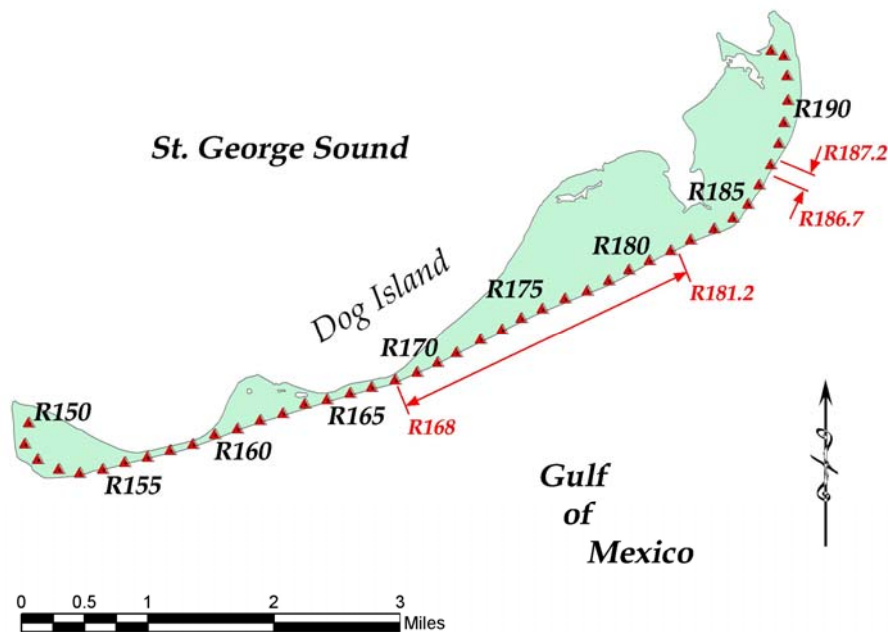 R190
St. George Sound
R187.2
R185
R186.7
R180
Dog Island
R175
R181.2
R170
R150
R165
R168
R160
R155
Gulf
of
Mexico
0 0.5 1 2 3
Miles